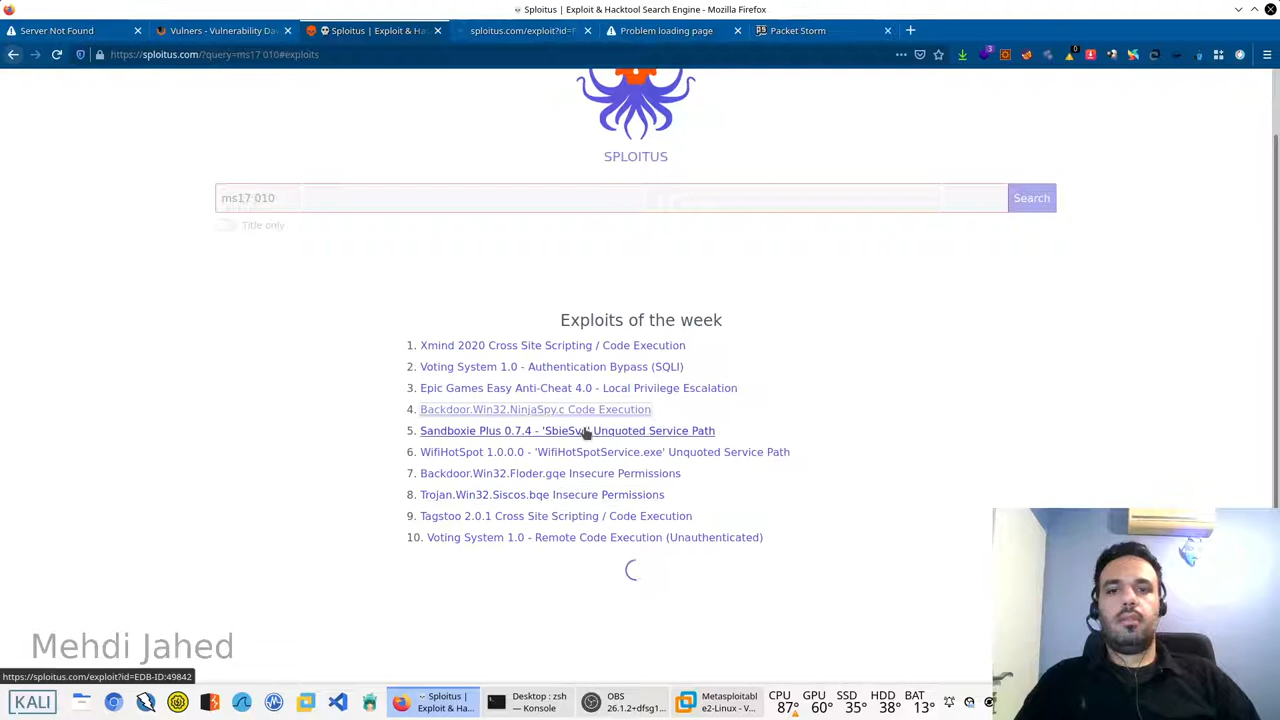 Sploitus | Exploit & Hacktool Search Engine - Mozilla Firefox
Server Not Found
Vulners - Vulnerability Da
Sploitus | Exploit & Ha
sploitus.com/exploit?id=
Problem loading page
Packet Storm
https://sploitus.com/?query=ms17 010#exploits
SPLOITUS
ms17 010
Search
Title only
Exploits of the week
1. Xmind 2020 Cross Site Scripting / Code Execution
2. Voting System 1.0 - Authentication Bypass (SQLI)
3. Epic Games Easy Anti-Cheat 4.0 - Local Privilege Escalation
4. Backdoor.Win32.NinjaSpy.c Code Execution
5. Sandboxie Plus 0.7.4 - 'SbieSvc' Unquoted Service Path
6. WifiHotSpot 1.0.0.0 - 'WifiHotSpotService.exe' Unquoted Service Path
7. Backdoor.Win32.Floder.gqe Insecure Permissions
8. Trojan.Win32.Siscos.bqe Insecure Permissions
9. Tagstoo 2.0.1 Cross Site Scripting / Code Execution
10. Voting System 1.0 - Remote Code Execution (Unauthenticated)
Mehdi Jahed
https://sploitus.com/exploit?id=EDB-ID:49842
KALI
Sploitus |
Exploit & Ha...
Desktop : zsh
— Konsole
OBS
26.1.2+dfsg1...
Metasploitabl
e2-Linux - V...
CPU
87°
GPU
60°
SSD
35°
HDD
38°
BAT
13°